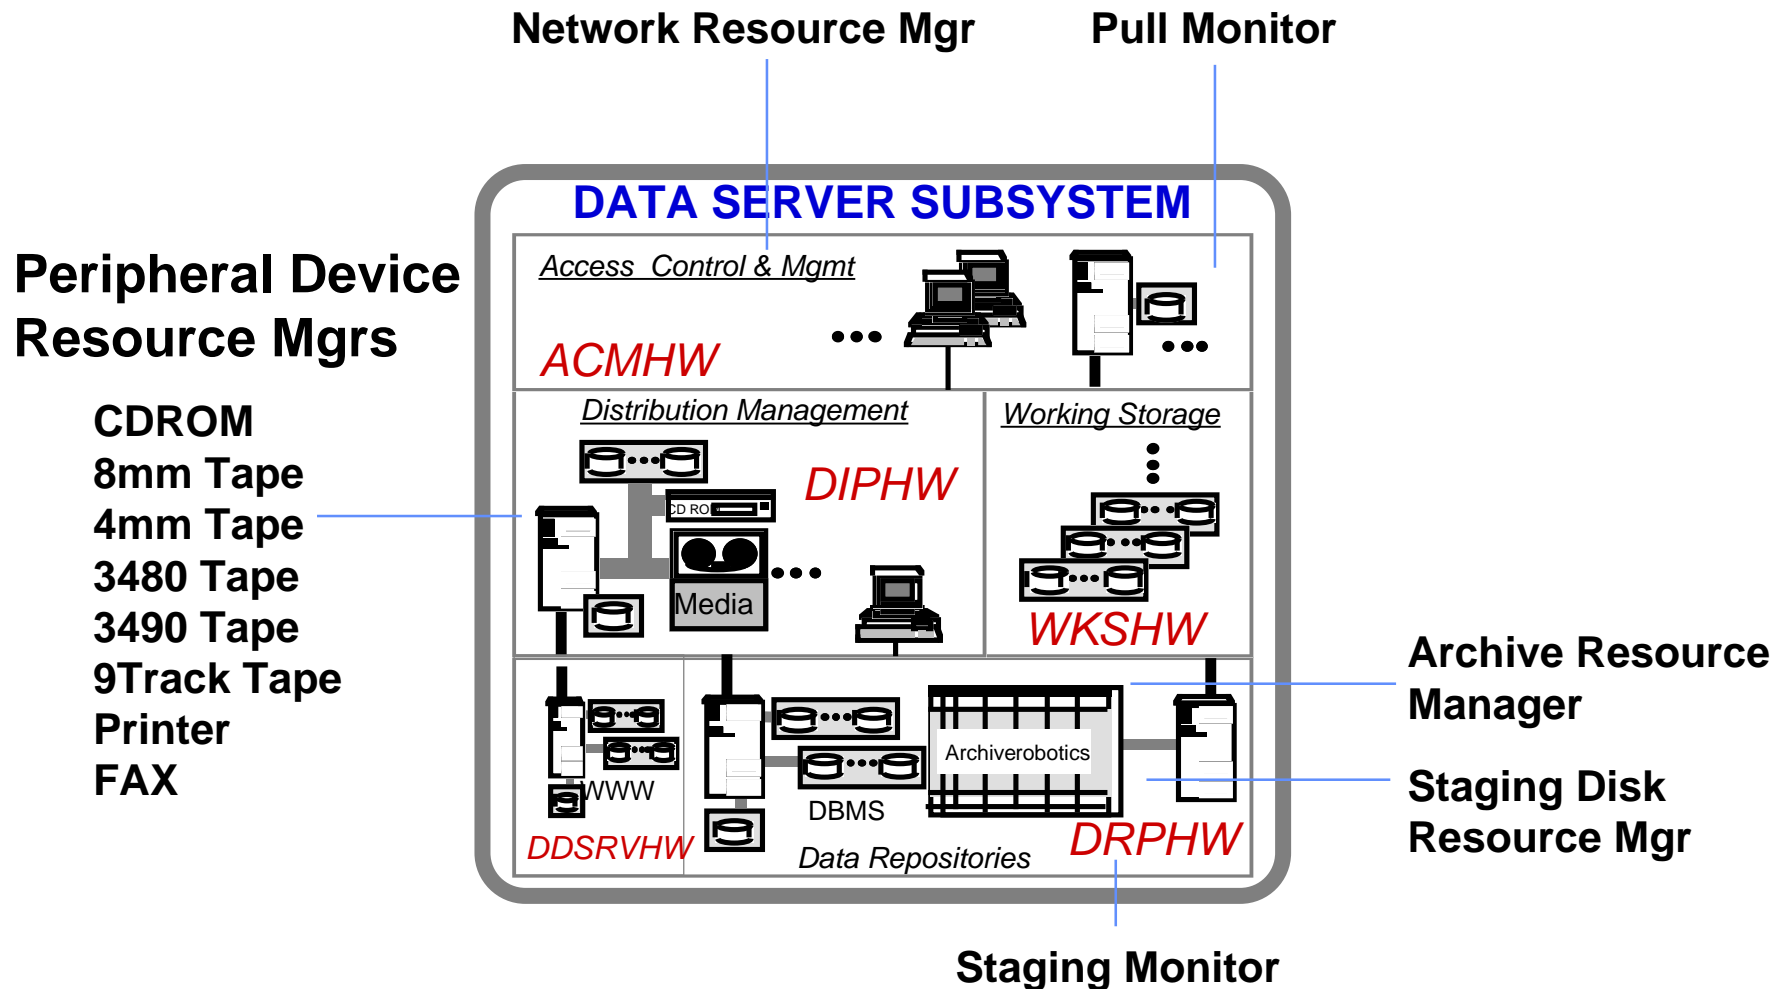 Network Resource Mgr
Pull Monitor
DATA SERVER SUBSYSTEM
Peripheral Device
Resource Mgrs
CDROM
8mm Tape
4mm Tape
3480 Tape
3490 Tape
9Track Tape
Printer
FAX
Access Control & Mgmt
ACMHW
Distribution Management
DIPHW
CD ROM
Media
Working Storage
WKSHW
WWW
DDSRVHW
DBMS
Archiverobotics
Data Repositories
DRPHW
Archive Resource
Manager
Staging Disk
Resource Mgr
Staging Monitor